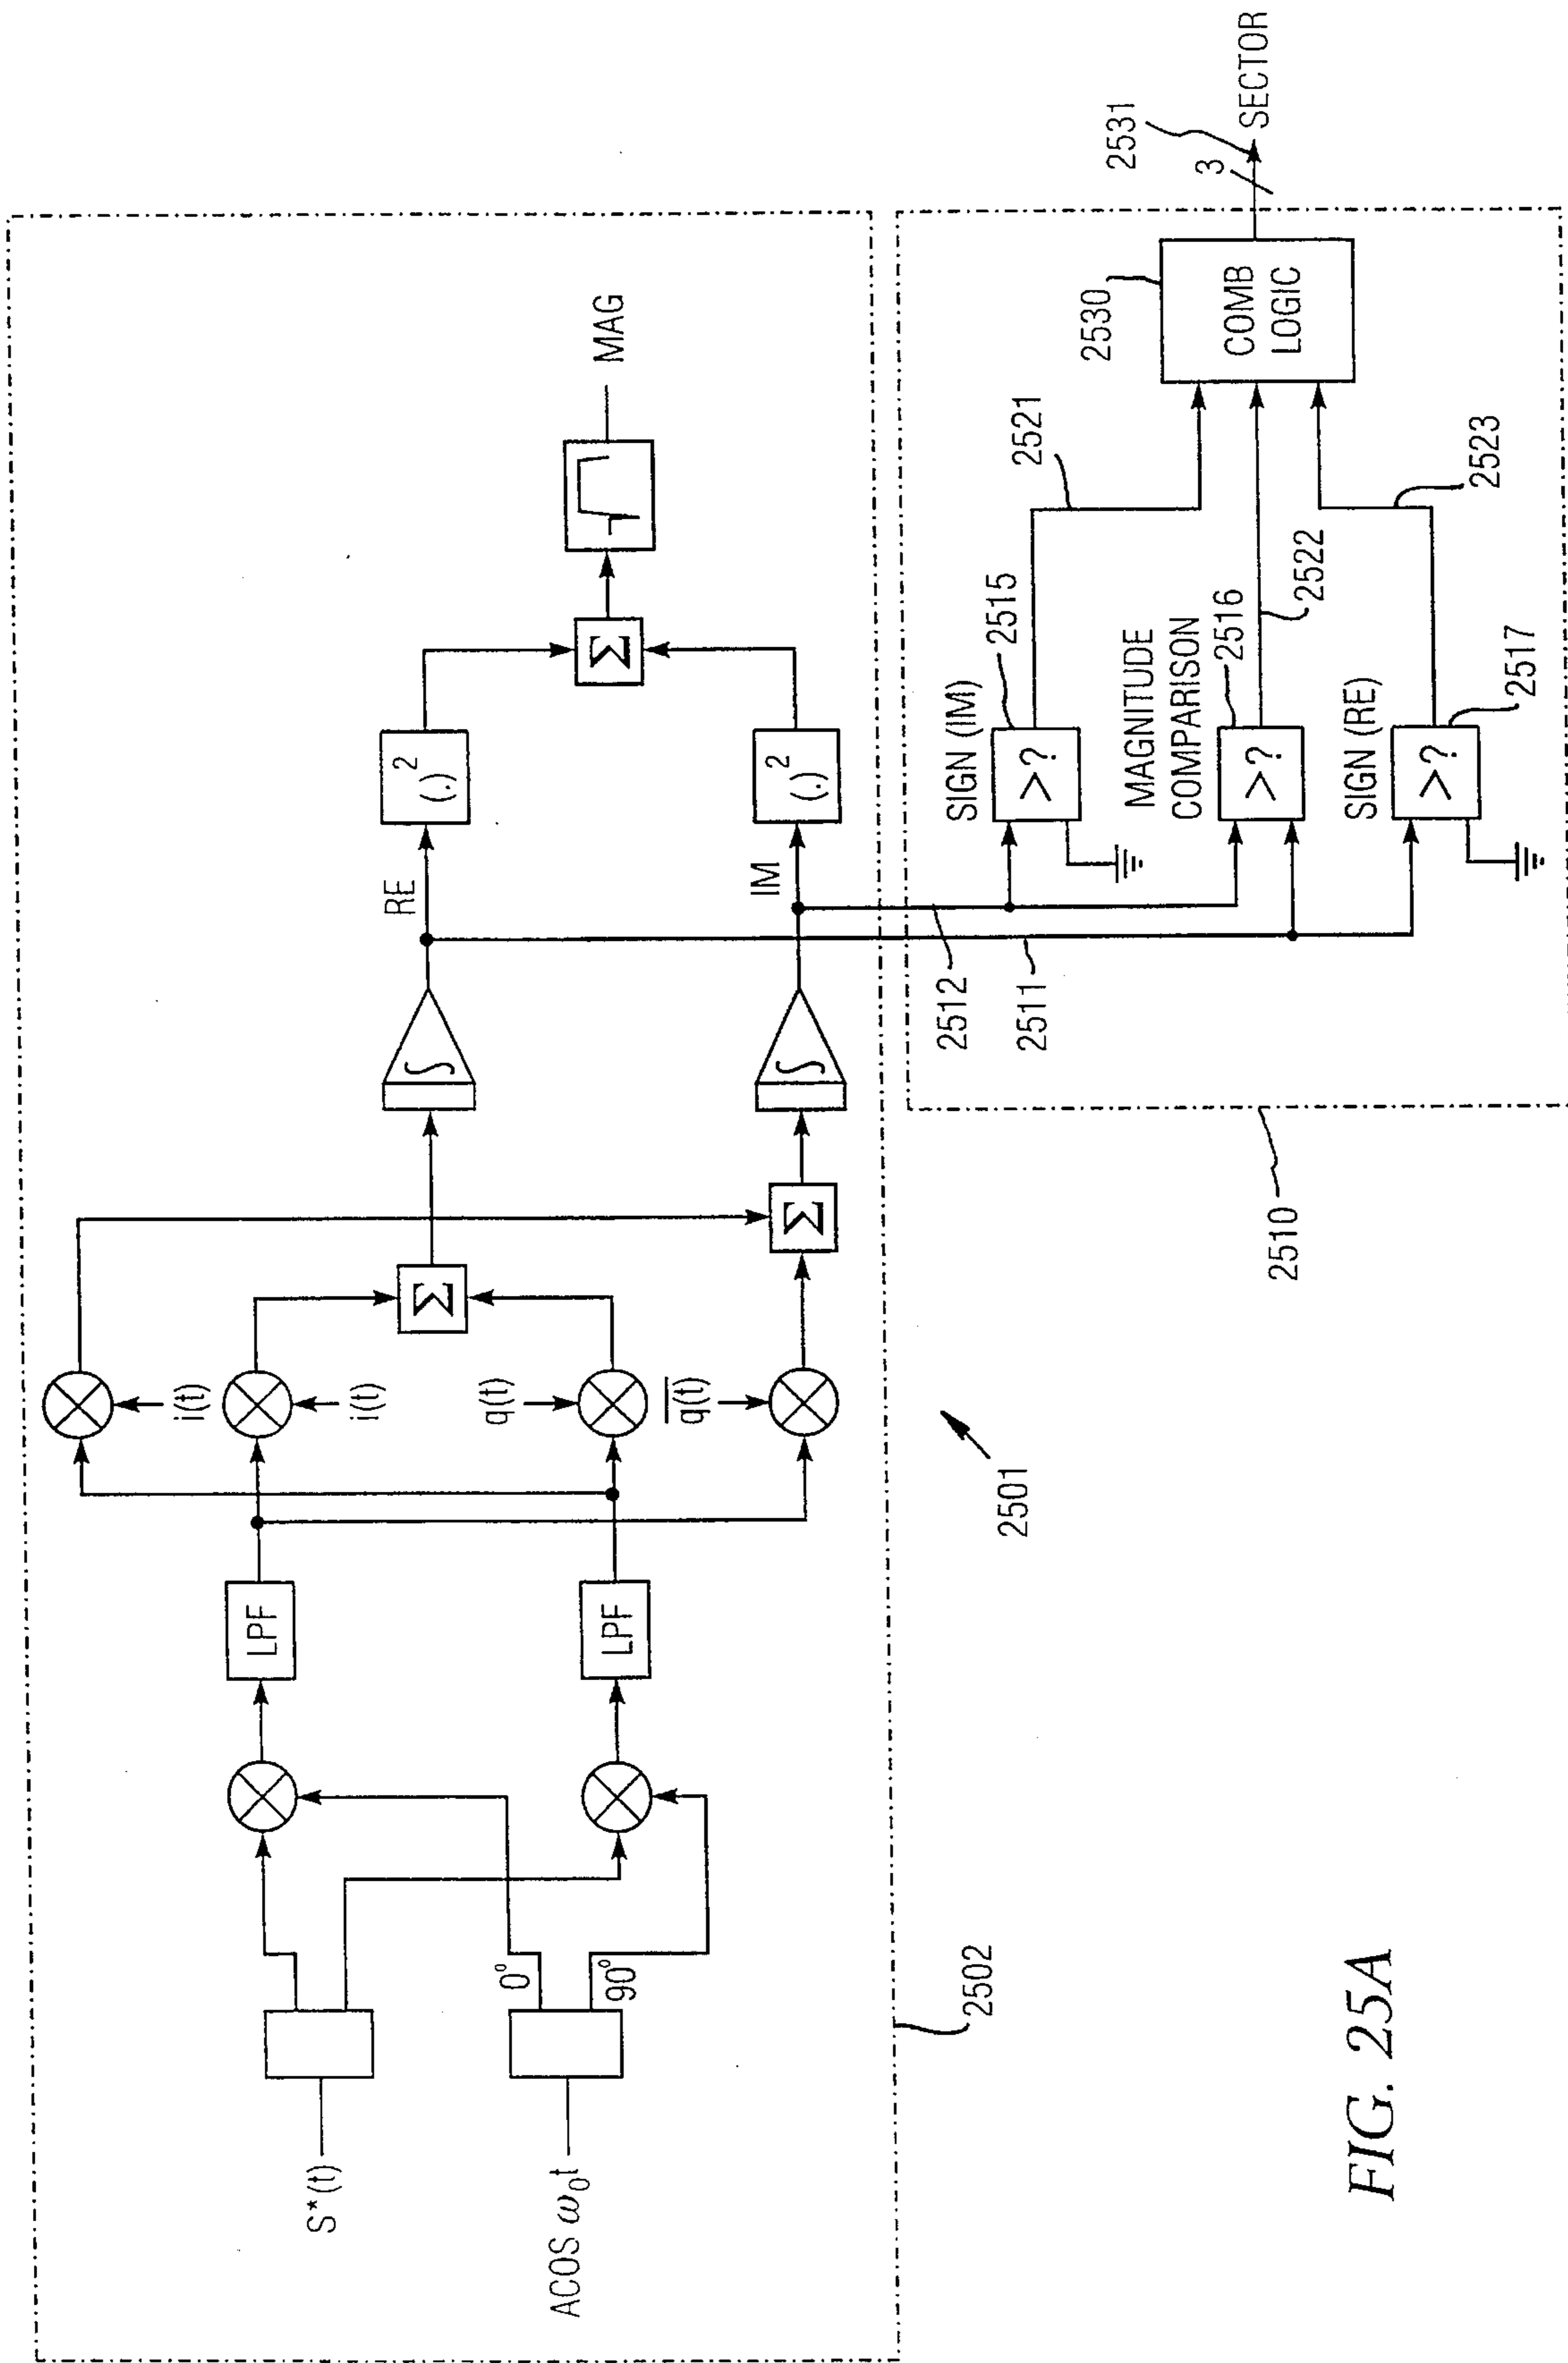 S*(t)
ACOS ω₀t
0°
90°
LPF
LPF
i(t)
i(t)
q(t)
q(t)
Σ
Σ
∫
∫
RE
IM
(.)²
(.)²
Σ
MAG
2501
2502
2510
2511
2512
SIGN (IM)
>?
2515
MAGNITUDE
COMPARISON
>?
2516
SIGN (RE)
>?
2517
2521
2522
2523
COMB
LOGIC
2530
3
2531
SECTOR
FIG. 25A